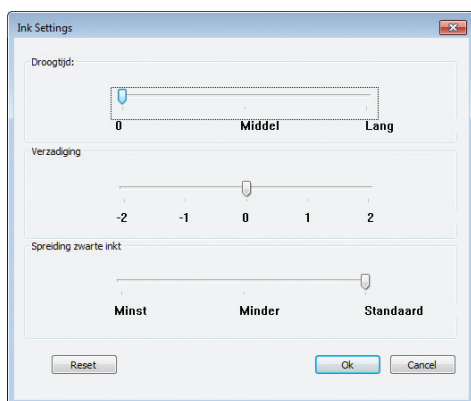 Ink Settings
Droogtijd:
0 Middel Lang
Verzadiging
-2 -1 0 1 2
Spreiding zwarte inkt
Minst Minder Standaard
Reset Ok Cancel